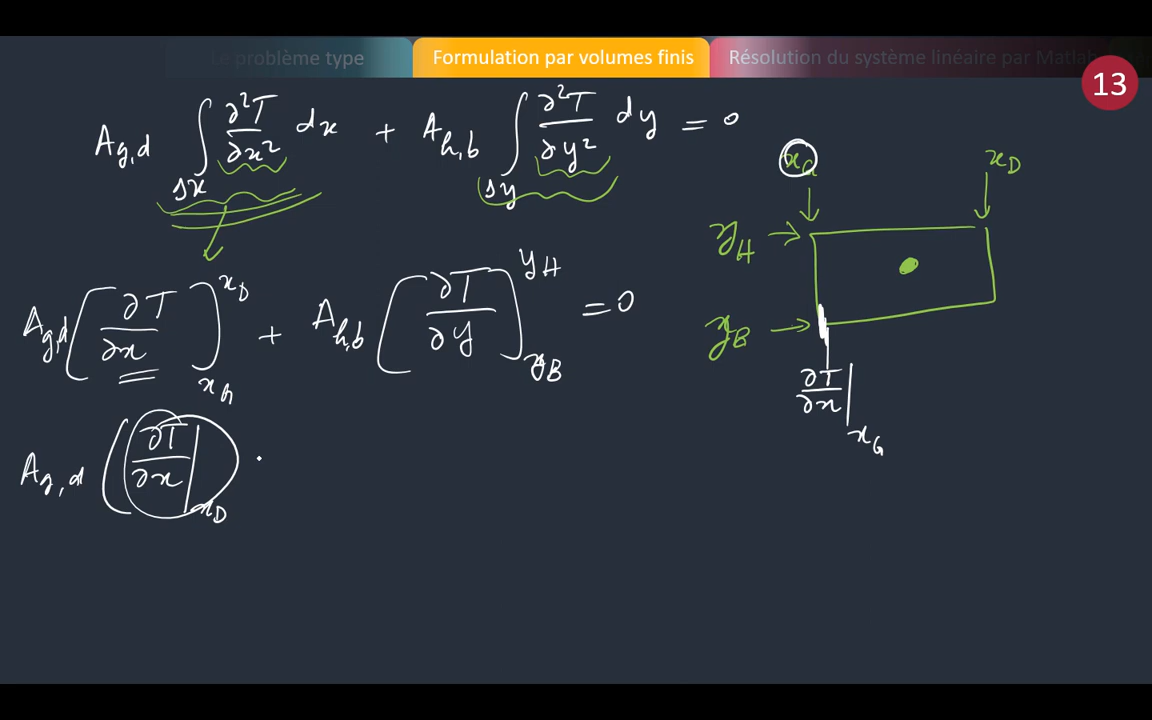 Le problème type
Formulation par volumes finis
Résolution du système linéaire par Matlab
13
A_{g,d} ∫_{Δx} ∂²T/∂x² dx + A_{h,b} ∫_{Δy} ∂²T/∂y² dy = 0
x_G
x_D
y_H
y_B
A_{g,d} [∂T/∂x]_{x_G}^{x_D} + A_{h,b} [∂T/∂y]_{y_B}^{y_H} = 0
∂T/∂x|_{x_G}
A_{g,d} (∂T/∂x|_{x_D}